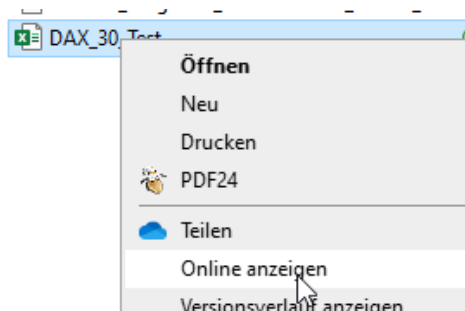 DAX_30_Test
Öffnen
Neu
Drucken
PDF24
Teilen
Online anzeigen
Versionsverlauf anzeigen